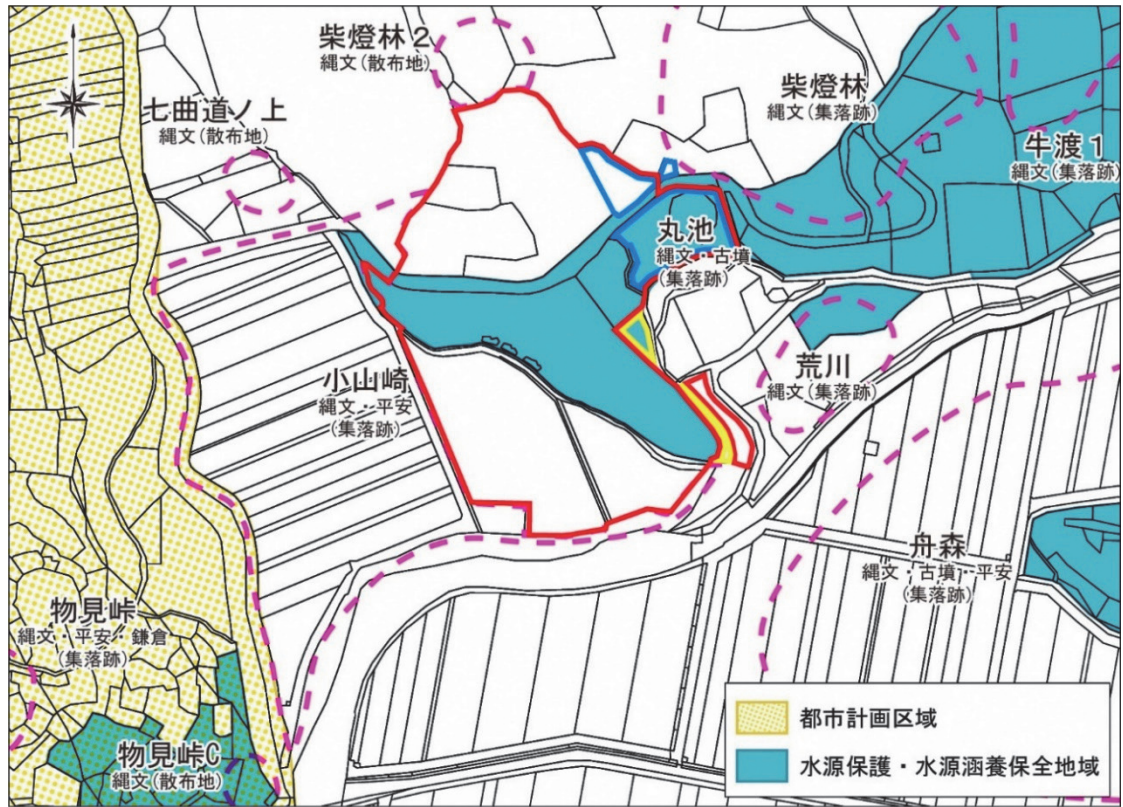 柴燈林2
縄文(散布地)
七曲道ノ上
縄文(散布地)
柴燈林
縄文(集落跡)
牛渡1
縄文(集落跡)
丸池
縄文・古墳
(集落跡)
小山崎
縄文・平安
(集落跡)
荒川
縄文(集落跡)
舟森
縄文・古墳・平安
(集落跡)
物見峠
縄文・平安・鎌倉
(集落跡)
物見峠C
縄文(散布地)
都市計画区域
水源保護・水源涵養保全地域